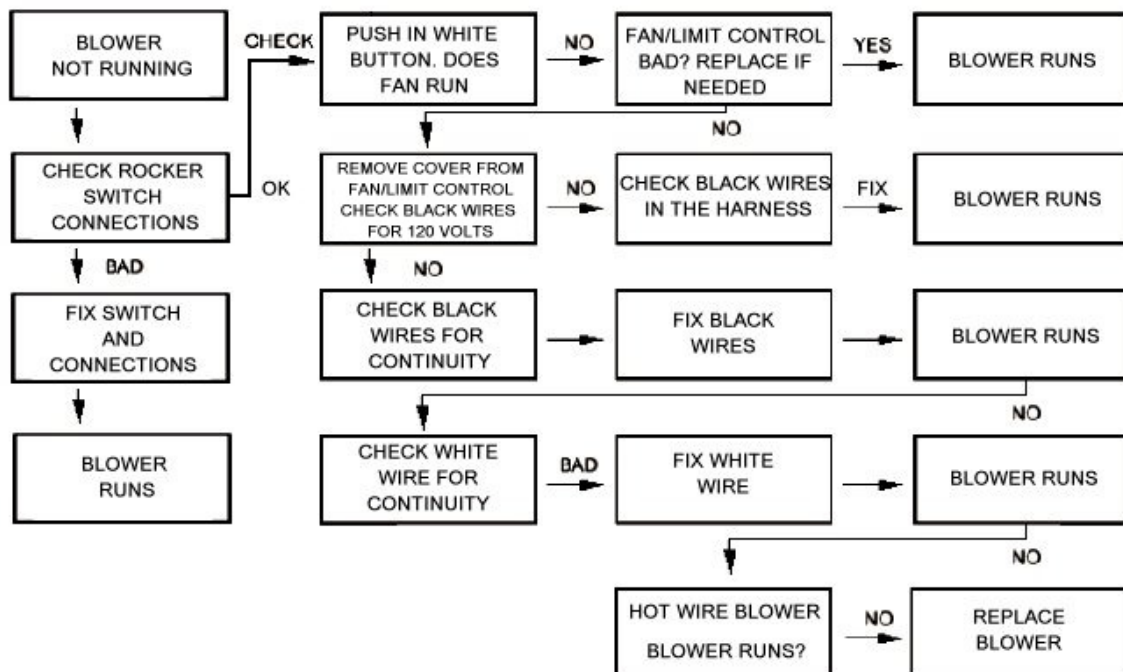 BLOWER
NOT RUNNING
CHECK
PUSH IN WHITE
BUTTON. DOES
FAN RUN
NO
FAN/LIMIT CONTROL
BAD? REPLACE IF
NEEDED
YES
BLOWER RUNS
NO
CHECK ROCKER
SWITCH
CONNECTIONS
OK
REMOVE COVER FROM
FAN/LIMIT CONTROL
CHECK BLACK WIRES
FOR 120 VOLTS
NO
CHECK BLACK WIRES
IN THE HARNESS
FIX
BLOWER RUNS
BAD
NO
FIX SWITCH
AND
CONNECTIONS
CHECK BLACK
WIRES FOR
CONTINUITY
FIX BLACK
WIRES
BLOWER RUNS
NO
BLOWER
RUNS
CHECK WHITE
WIRE FOR
CONTINUITY
BAD
FIX WHITE
WIRE
BLOWER RUNS
NO
HOT WIRE BLOWER
BLOWER RUNS?
NO
REPLACE
BLOWER